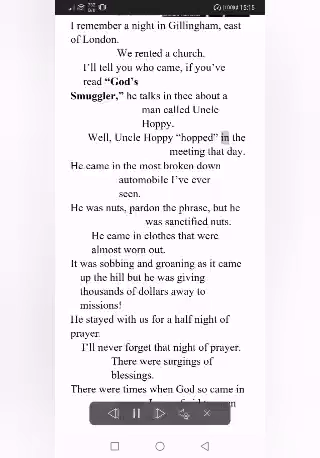 15:15
I remember a night in Gillingham, east
of London.
We rented a church.
I'll tell you who came, if you've
read “God's
Smuggler,” he talks in thee about a
man called Uncle
Hoppy.
Well, Uncle Hoppy “hopped” in the
meeting that day.
He came in the most broken down
automobile I've ever
seen.
He was nuts, pardon the phrase, but he
was sanctified nuts.
He came in clothes that were
almost worn out.
It was sobbing and groaning as it came
up the hill but he was giving
thousands of dollars away to
missions!
He stayed with us for a half night of
prayer.
I'll never forget that night of prayer.
There were surgings of
blessings.
There were times when God so came in